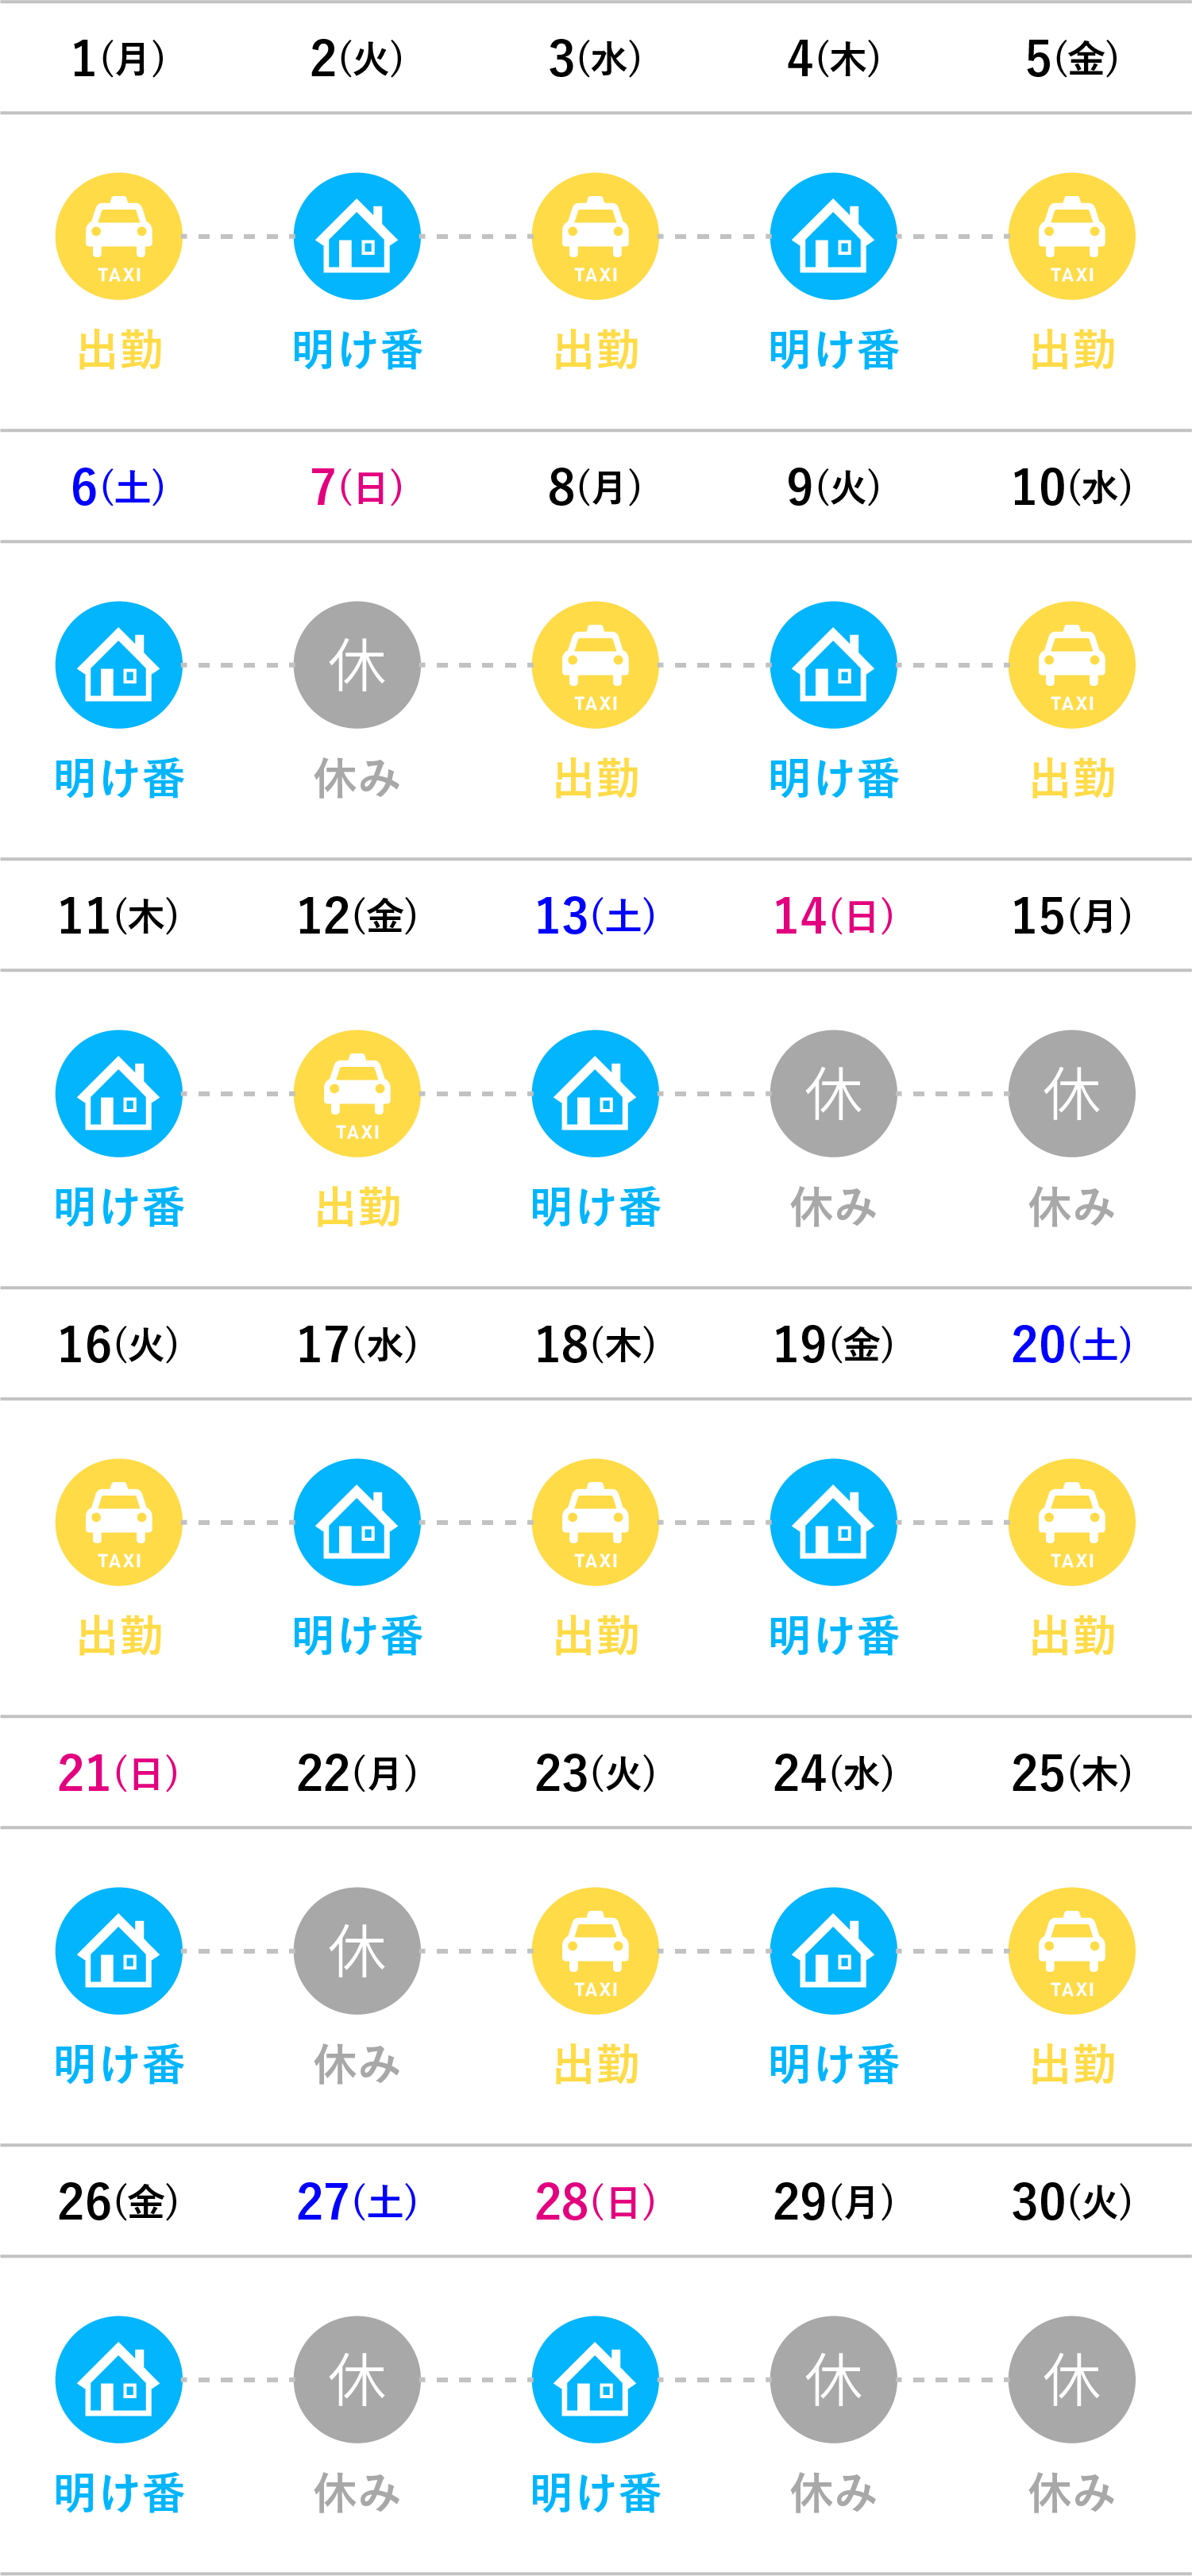 1(月) 2(火) 3(水) 4(木) 5(金)
TAXI TAXI TAXI
出勤 明け番 出勤 明け番 出勤
6(土) 7(日) 8(月) 9(火) 10(水)
休 TAXI TAXI
明け番 休み 出勤 明け番 出勤
11(木) 12(金) 13(土) 14(日) 15(月)
TAXI 休 休
明け番 出勤 明け番 休み 休み
16(火) 17(水) 18(木) 19(金) 20(土)
TAXI TAXI TAXI
出勤 明け番 出勤 明け番 出勤
21(日) 22(月) 23(火) 24(水) 25(木)
休 TAXI TAXI
明け番 休み 出勤 明け番 出勤
26(金) 27(土) 28(日) 29(月) 30(火)
休 休 休
明け番 休み 明け番 休み 休み